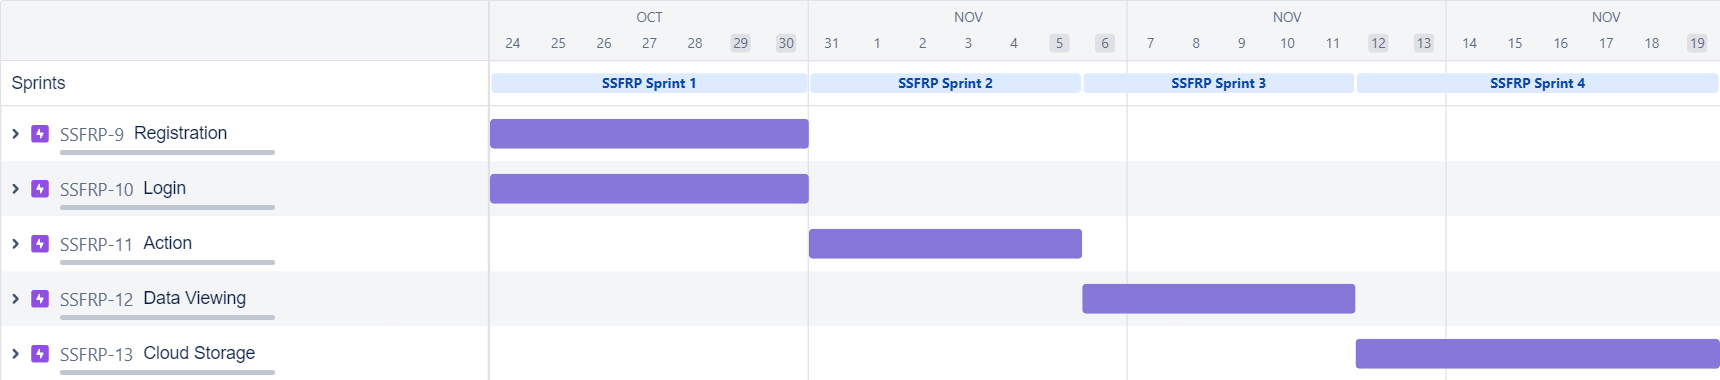 OCT NOV NOV NOV
24 25 26 27 28 29 30 31 1 2 3 4 5 6 7 8 9 10 11 12 13 14 15 16 17 18 19
Sprints SSFRP Sprint 1 SSFRP Sprint 2 SSFRP Sprint 3 SSFRP Sprint 4
SSFRP-9 Registration
SSFRP-10 Login
SSFRP-11 Action
SSFRP-12 Data Viewing
SSFRP-13 Cloud Storage